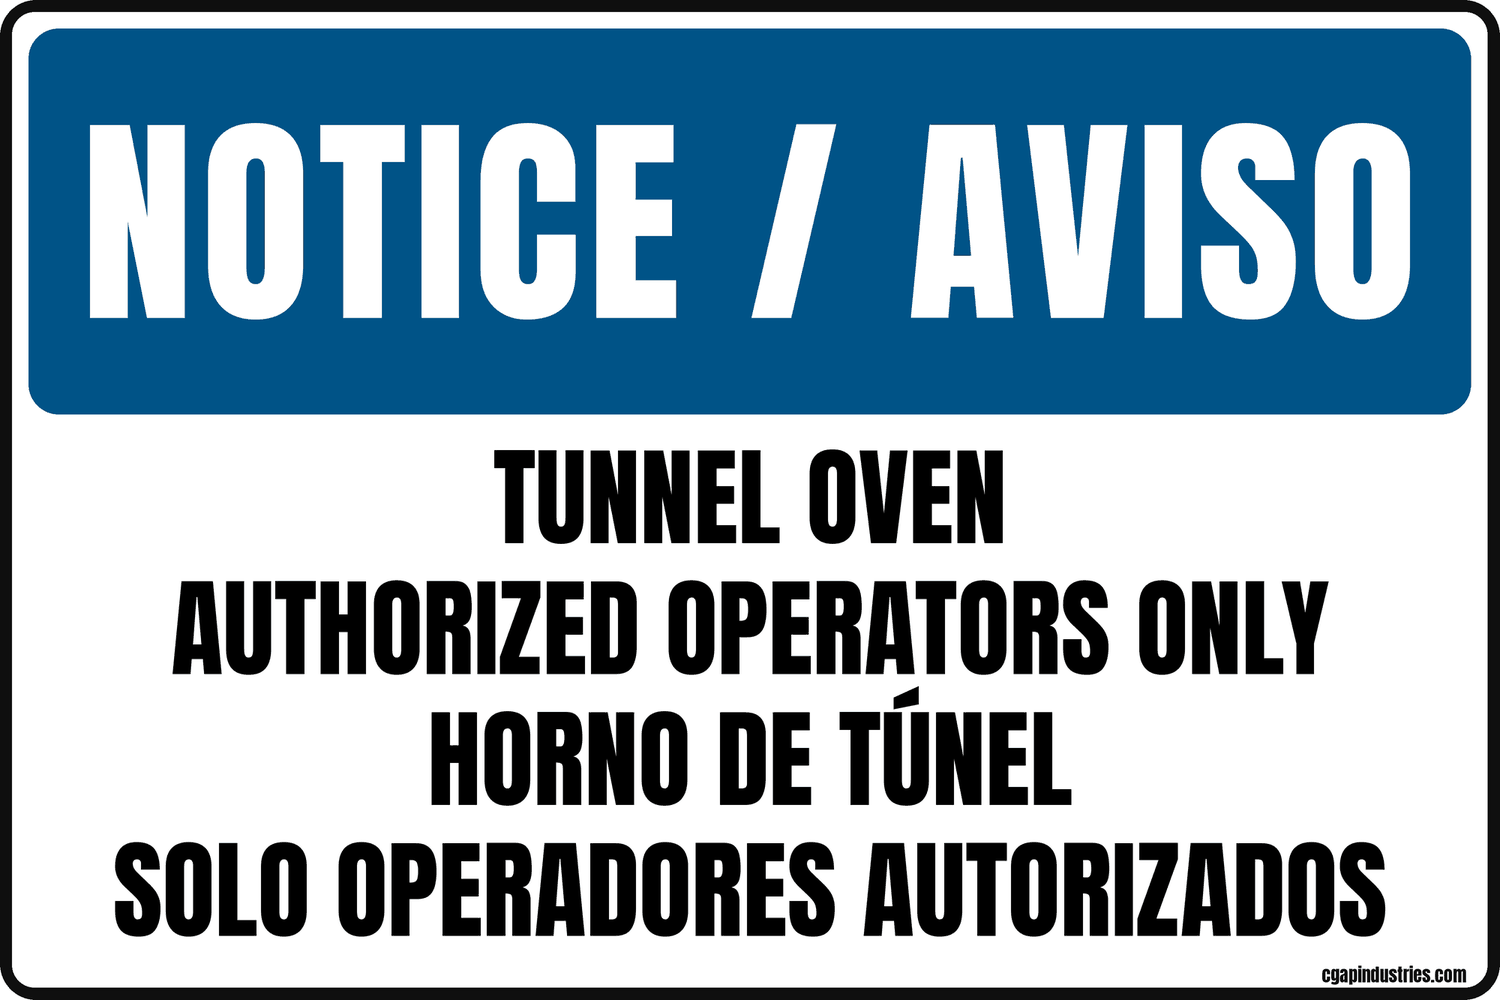 NOTICE / AVISO
TUNNEL OVEN
AUTHORIZED OPERATORS ONLY
HORNO DE TÚNEL
SOLO OPERADORES AUTORIZADOS
cgapindustries.com